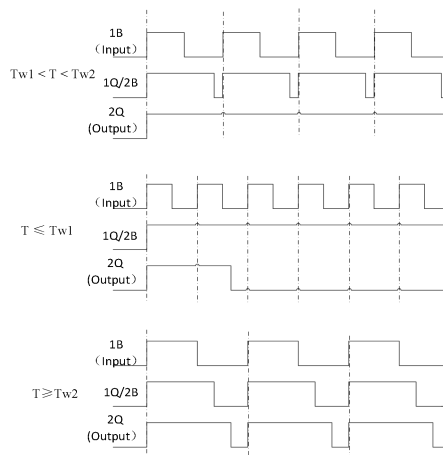 1B
（Input）
Tw1 < T < Tw2
1Q/2B
2Q
(Output)
1B
（Input）
T ≤ Tw1
1Q/2B
2Q
(Output)
1B
（Input）
T≥Tw2
1Q/2B
2Q
(Output)